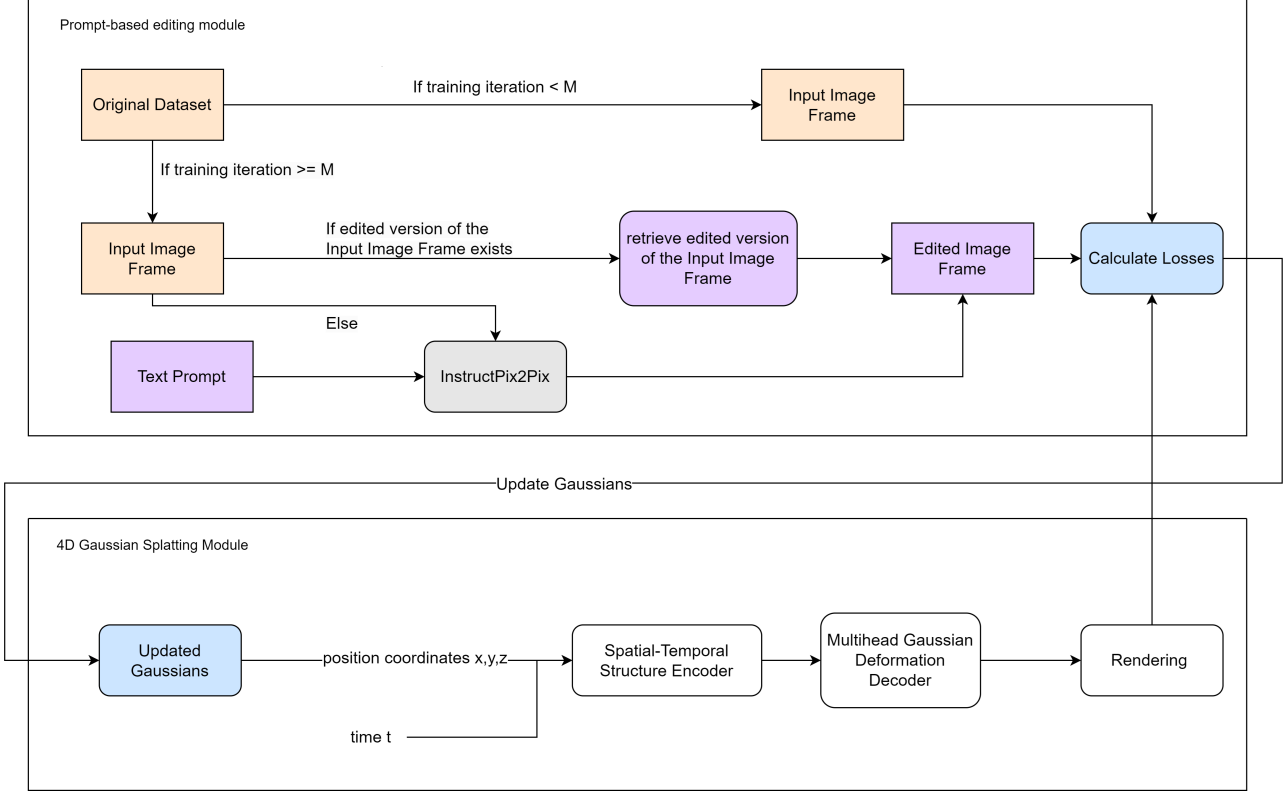 Prompt-based editing module
If training iteration < M
Original Dataset
Input Image
Frame
If training iteration >= M
If edited version of the
Input Image Frame exists
Input Image
Frame
retrieve edited version
of the Input Image
Frame
Edited Image
Frame
Calculate Losses
Else
Text Prompt
InstructPix2Pix
Update Gaussians
4D Gaussian Splatting Module
Updated
Gaussians
position coordinates x,y,z
Spatial-Temporal
Structure Encoder
Multihead Gaussian
Deformation
Decoder
Rendering
time t